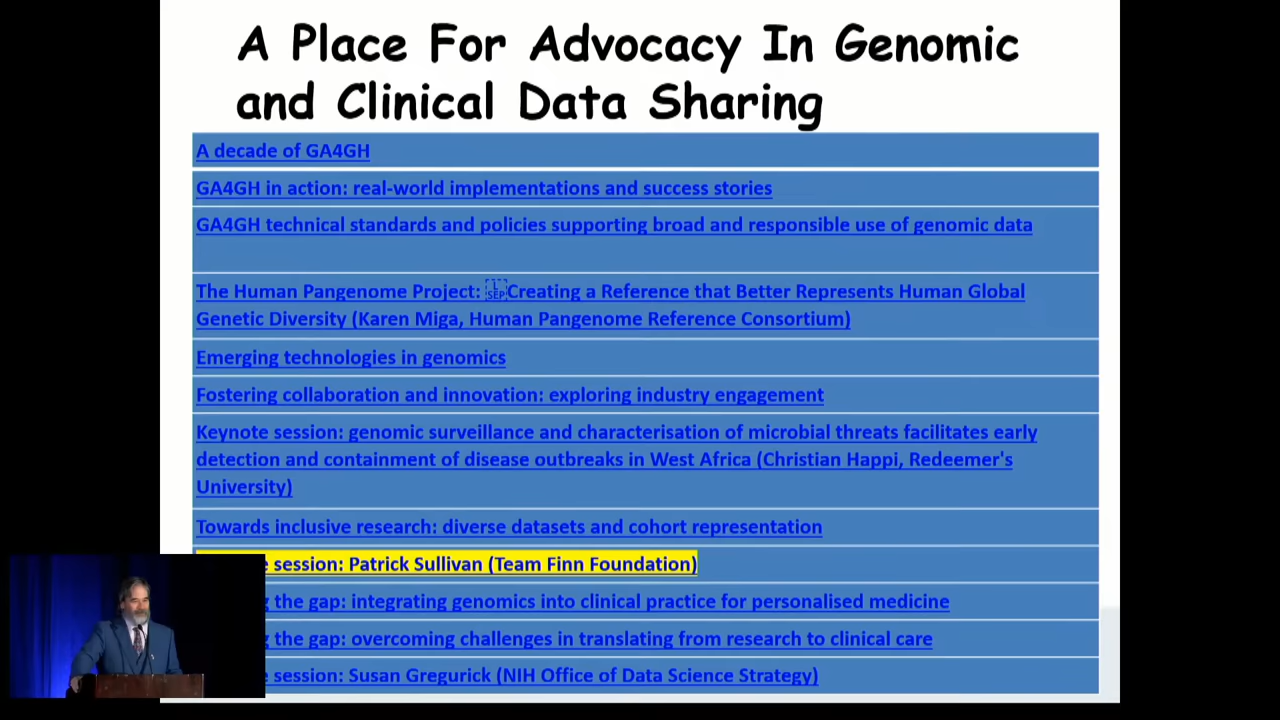 A Place For Advocacy In Genomic
and Clinical Data Sharing
A decade of GA4GH
GA4GH in action: real-world implementations and success stories
GA4GH technical standards and policies supporting broad and responsible use of genomic data
The Human Pangenome Project: Creating a Reference that Better Represents Human Global
Genetic Diversity (Karen Miga, Human Pangenome Reference Consortium)
Emerging technologies in genomics
Fostering collaboration and innovation: exploring industry engagement
Keynote session: genomic surveillance and characterisation of microbial threats facilitates early
detection and containment of disease outbreaks in West Africa (Christian Happi, Redeemer's
University)
Towards inclusive research: diverse datasets and cohort representation
session: Patrick Sullivan (Team Finn Foundation)
the gap: integrating genomics into clinical practice for personalised medicine
the gap: overcoming challenges in translating from research to clinical care
session: Susan Gregurick (NIH Office of Data Science Strategy)